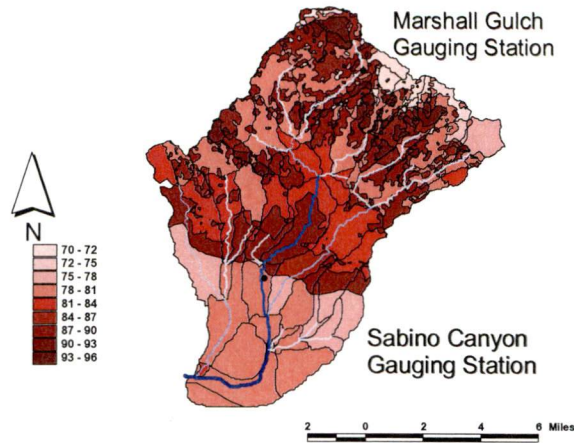 Marshall Gulch
Gauging Station
N
70 - 72
72 - 75
75 - 78
78 - 81
81 - 84
84 - 87
87 - 90
90 - 93
93 - 96
Sabino Canyon
Gauging Station
2 0 2 4 6 Miles